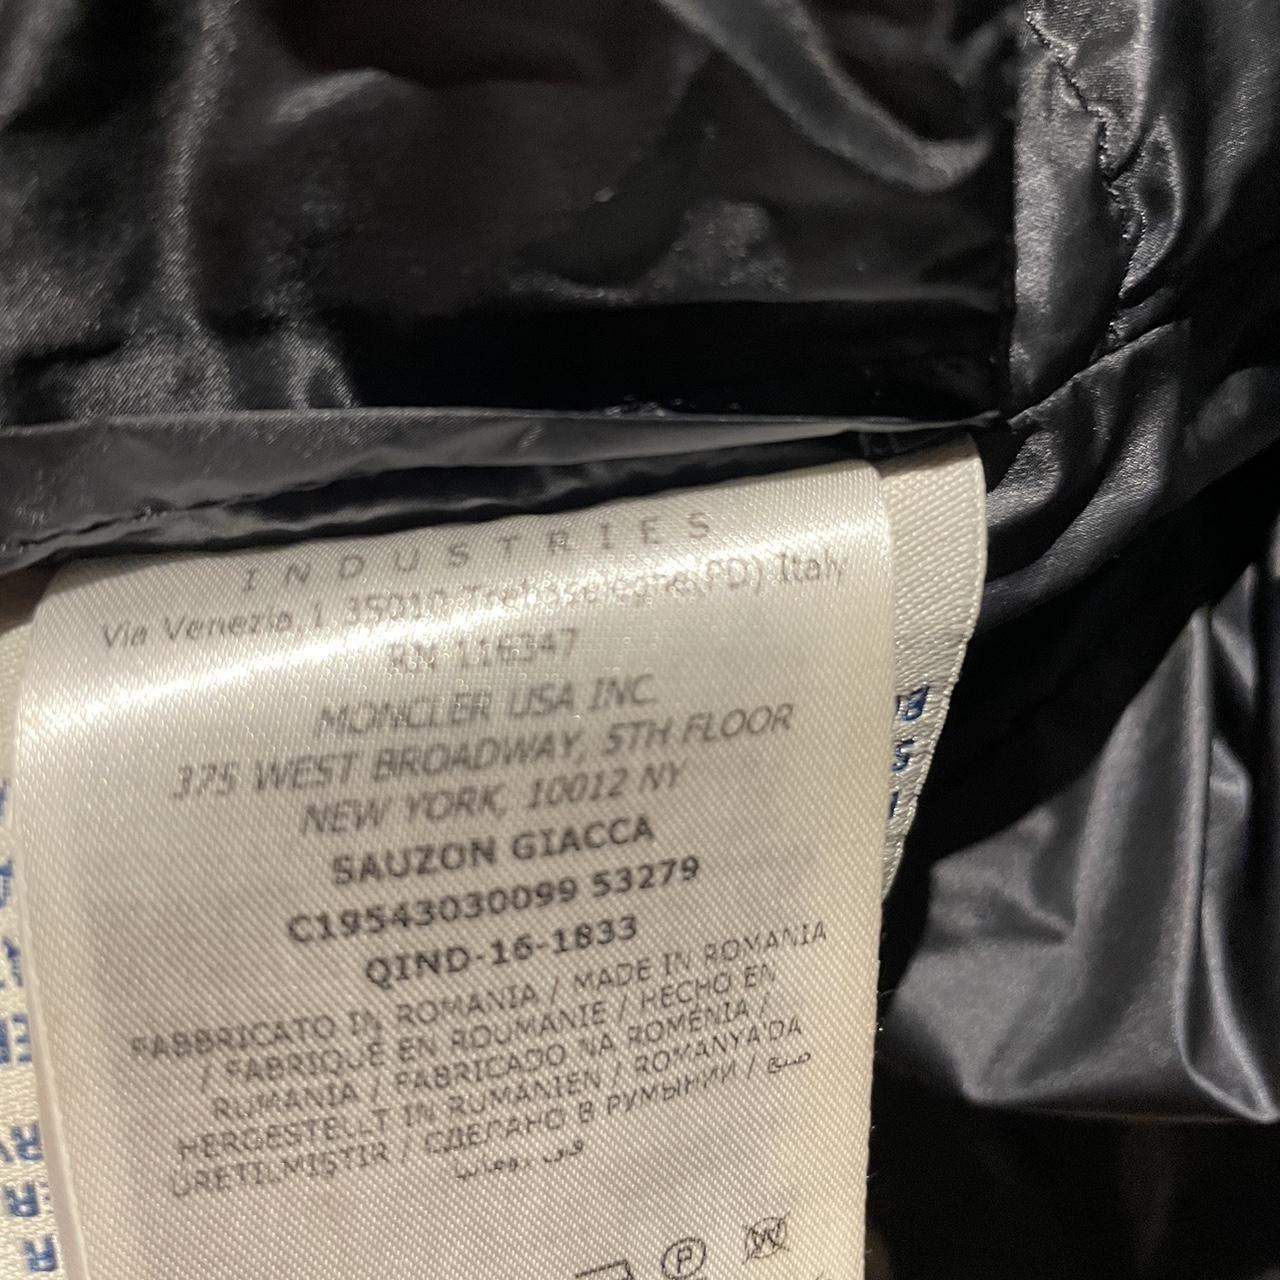 INDUSTRIES
Via Venezia,1 35010 Trebaseleghe(PD) Italy
RN 116347
MONCLER USA INC.
375 WEST BROADWAY, 5TH FLOOR
NEW YORK, 10012 NY
SAUZON GIACCA
C19543030099 53279
QIND-16-1833
FABBRICATO IN ROMANIA / MADE IN ROMANIA
/ FABRIQUÉ EN ROUMANIE / HECHO EN
RUMANIA / FABRICADO NA ROMÉNIA /
HERGESTELLT IN RUMÄNIEN / ROMANYA'DA
ÜRETILMIŞTIR / СДЕЛАНО В РУМЫНИИ / صنع
في رومانيا
P W